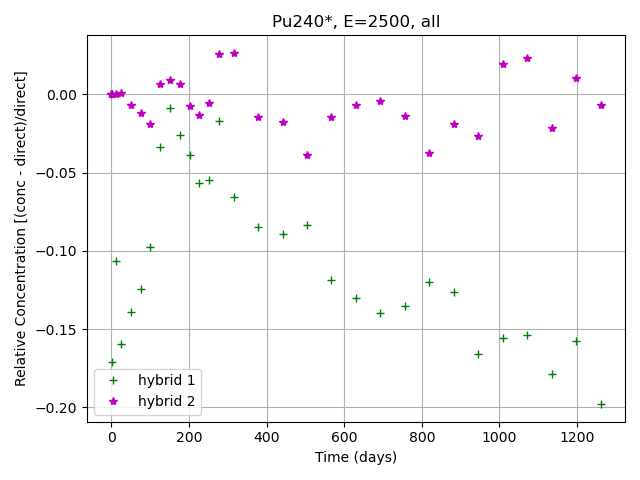 Pu240*, E=2500, all
Relative Concentration [(conc - direct)/direct]
0.00
−0.05
−0.10
−0.15
−0.20
hybrid 1
hybrid 2
0
200
400
600
800
1000
1200
Time (days)